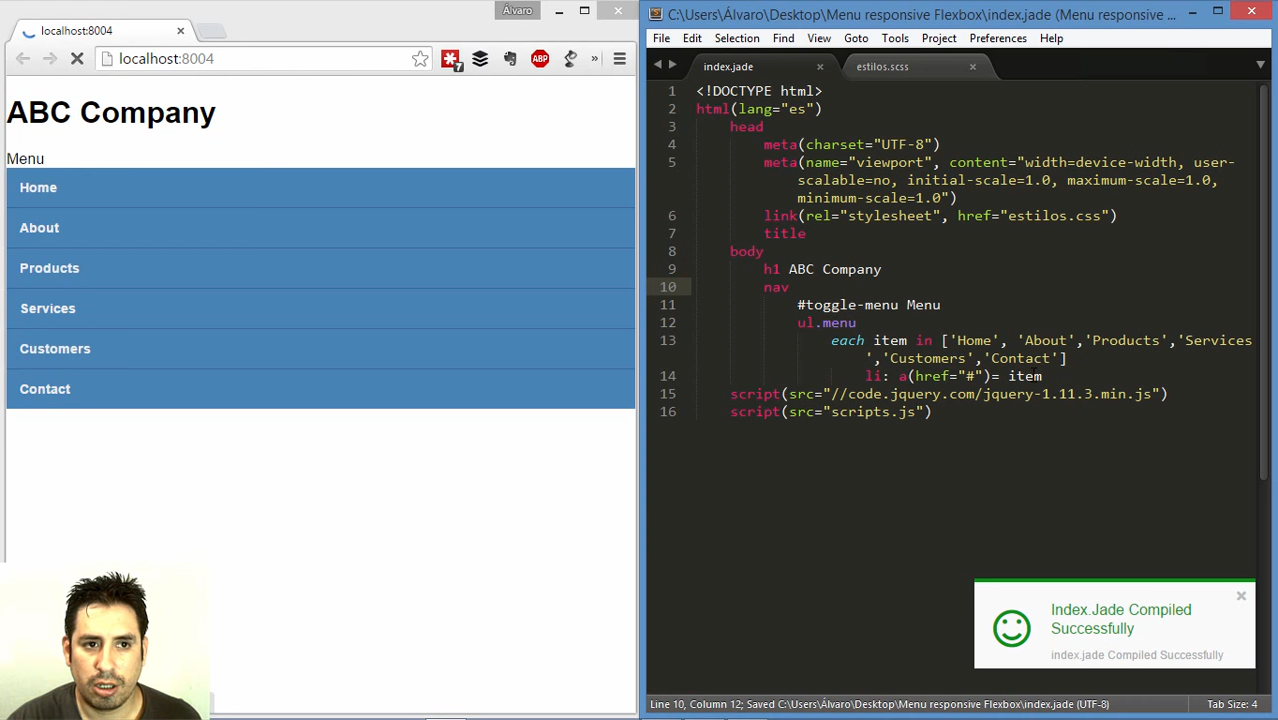 Alvaro
localhost:8004
localhost:8004
7
ABP
»
ABC Company
Menu
Home
About
Products
Services
Customers
Contact
C:\Users\Álvaro\Desktop\Menu responsive Flexbox\index.jade (Menu responsive ...
File Edit Selection Find View Goto Tools Project Preferences Help
index.jade estilos.scss
1 <!DOCTYPE html>
2 html(lang="es")
3 head
4 meta(charset="UTF-8")
5 meta(name="viewport", content="width=device-width, user-
scalable=no, initial-scale=1.0, maximum-scale=1.0,
minimum-scale=1.0")
6 link(rel="stylesheet", href="estilos.css")
7 title
8 body
9 h1 ABC Company
10 nav
11 #toggle-menu Menu
12 ul.menu
13 each item in ['Home', 'About','Products','Services
','Customers','Contact']
14 li: a(href="#")= item
15 script(src="//code.jquery.com/jquery-1.11.3.min.js")
16 script(src="scripts.js")
Index.Jade Compiled
Successfully
index.jade Compiled Successfully
Line 10, Column 12; Saved C:\Users\Álvaro\Desktop\Menu responsive Flexbox\index.jade (UTF-8) Tab Size: 4